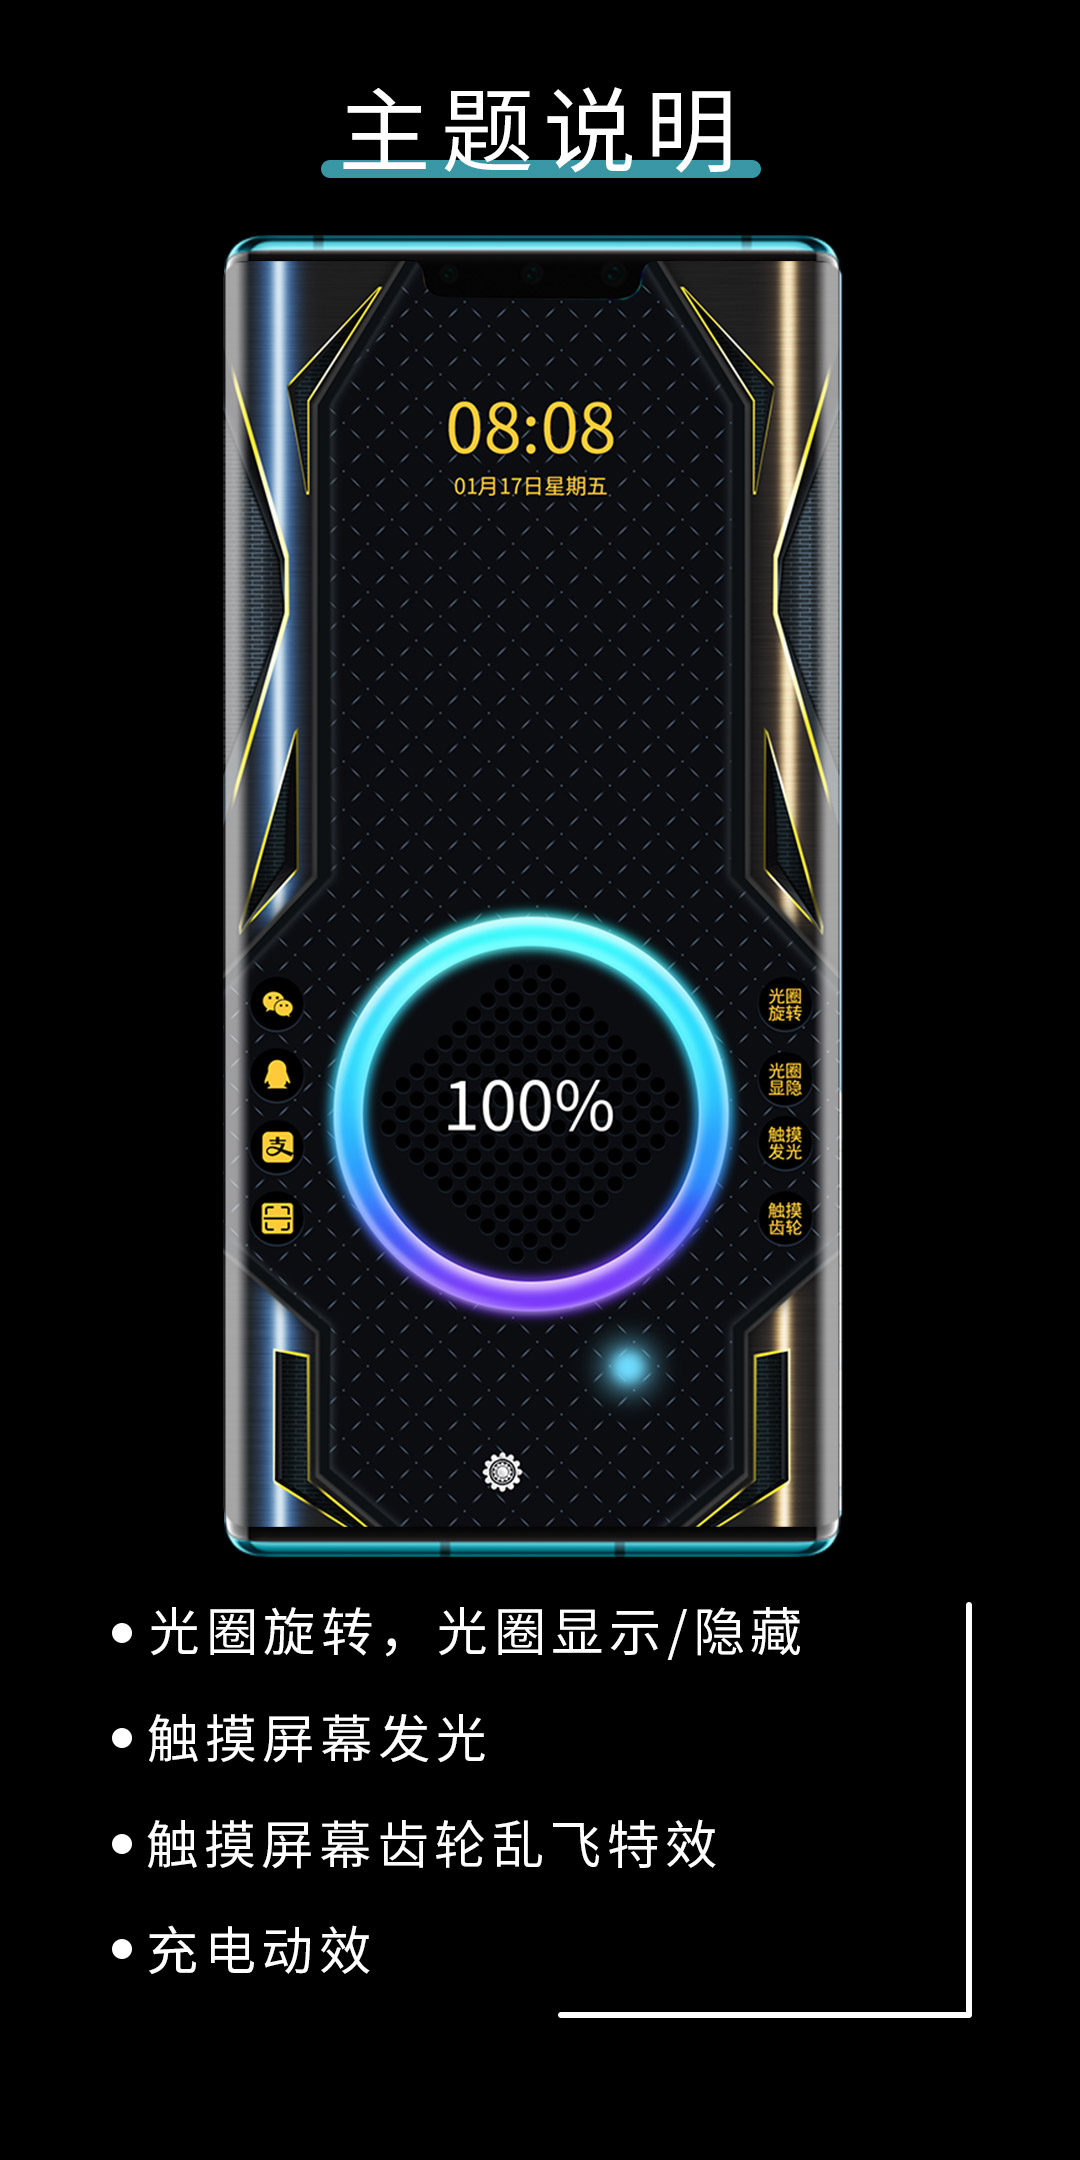 主题说明
08:08
01月17日星期五
光圈
旋转
光圈
显隐
100%
支
触摸
发光
触摸
齿轮
光圈旋转，光圈显示/隐藏
触摸屏幕发光
触摸屏幕齿轮乱飞特效
充电动效